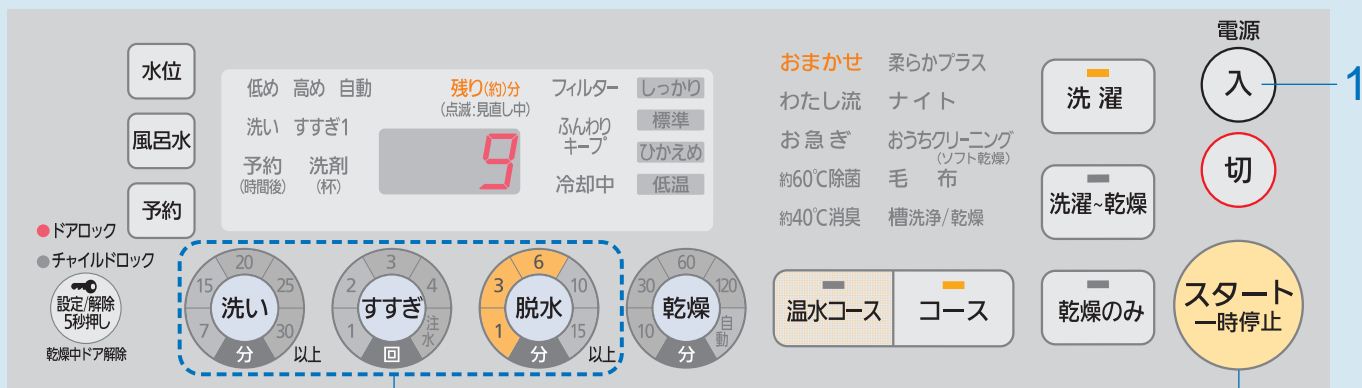 水位
風呂水
予約
ドアロック
チャイルドロック
設定/解除
5秒押し
乾燥中ドア解除
低め 高め 自動
洗い すすぎ1
予約 洗剤
(時間後) (杯)
残り(約)分
(点滅:見直し中)
9
フィルター
ふんわり
キープ
冷却中
しっかり
標準
ひかえめ
低温
7 15 20 25 30
洗い
分
以上
1 2 3 4 注水
すすぎ
回
1 3 6 10 15
脱水
分
以上
10 30 60 120 自動
乾燥
分
おまかせ 柔らかプラス
わたし流 ナイト
お急ぎ おうちクリーニング
(ソフト乾燥)
約60℃除菌 毛布
約40℃消臭 槽洗浄/乾燥
温水コース コース
洗濯
洗濯~乾燥
乾燥のみ
電源
入
1
切
スタート
一時停止